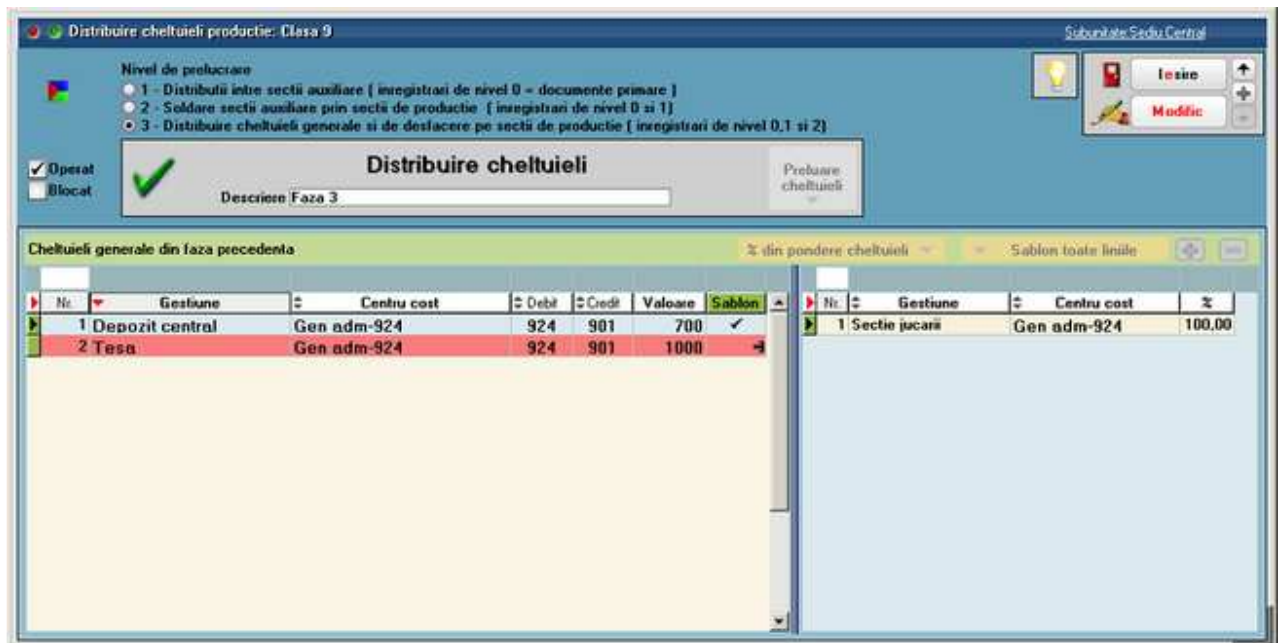 Distribuire cheltuieli productie: Clasa 9 Subunitate:Sediu Central
Nivel de prelucrare
1 - Distributii intre sectii auxiliare ( inregistrari de nivel 0 = documente primare )
2 - Soldare sectii auxiliare prin sectii de productie ( inregistrari de nivel 0 si 1)
3 - Distribuire cheltuieli generale si de desfacere pe sectii de productie ( inregistrari de nivel 0,1 si 2)
Iesire
Modific
Operat
Blocat
Distribuire cheltuieli
Descriere Faza 3
Preluare
cheltuieli
Cheltuieli generale din faza precedenta % din pondere cheltuieli Sablon toate liniile
Nr. Gestiune Centru cost Debit Credit Valoare Sablon
1 Depozit central Gen adm-924 924 901 700
2 Tesa Gen adm-924 924 901 1000
Nr. Gestiune Centru cost %
1 Sectie jucarii Gen adm-924 100,00